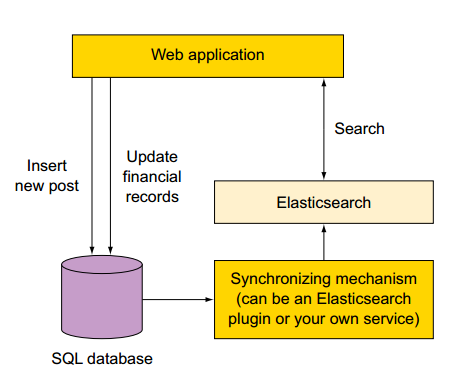 Web application
Search
Insert
new post
Update
financial
records
Elasticsearch
Synchronizing mechanism
(can be an Elasticsearch
plugin or your own service)
SQL database